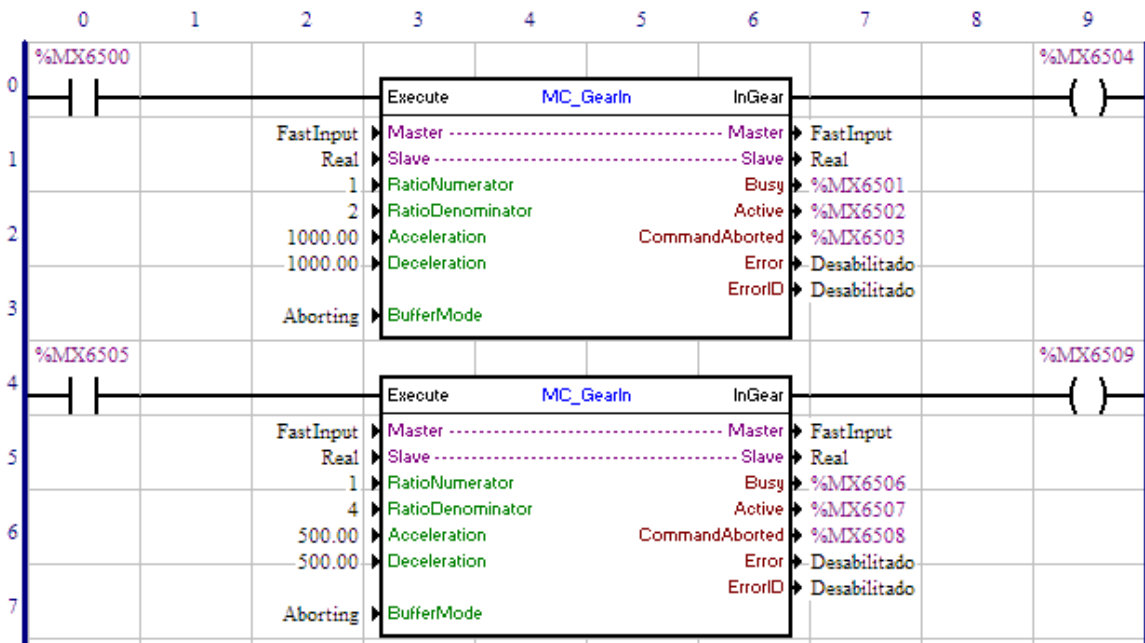 0 1 2 3 4 5 6 7 8 9
%MX6500 %MX6504
0
Execute MC_GearIn InGear
FastInput Master Master FastInput
1
Real Slave Slave Real
1 RatioNumerator Busy %MX6501
2 RatioDenominator Active %MX6502
2
1000.00 Acceleration CommandAborted %MX6503
1000.00 Deceleration Error Desabilitado
ErrorID Desabilitado
3
Aborting BufferMode
%MX6505 %MX6509
4
Execute MC_GearIn InGear
FastInput Master Master FastInput
5
Real Slave Slave Real
1 RatioNumerator Busy %MX6506
4 RatioDenominator Active %MX6507
6
500.00 Acceleration CommandAborted %MX6508
500.00 Deceleration Error Desabilitado
ErrorID Desabilitado
7
Aborting BufferMode